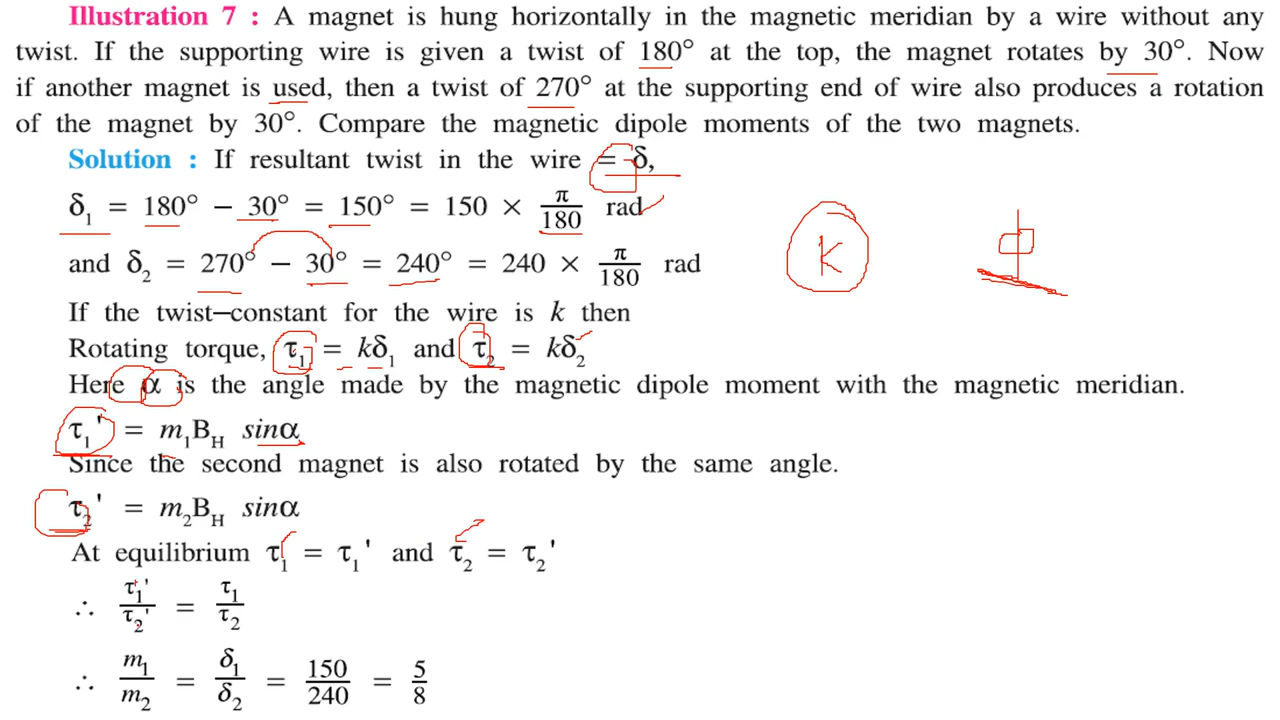 Illustration 7 : A magnet is hung horizontally in the magnetic meridian by a wire without any
twist. If the supporting wire is given a twist of 180° at the top, the magnet rotates by 30°. Now
if another magnet is used, then a twist of 270° at the supporting end of wire also produces a rotation
of the magnet by 30°. Compare the magnetic dipole moments of the two magnets.
Solution : If resultant twist in the wire = δ,
δ₁ = 180° − 30° = 150° = 150 × π/180 rad
K
and δ₂ = 270° − 30° = 240° = 240 × π/180 rad
If the twist−constant for the wire is k then
Rotating torque, τ₁ = kδ₁ and τ₂ = kδ₂
Here α is the angle made by the magnetic dipole moment with the magnetic meridian.
τ₁' = m₁B_H sinα
Since the second magnet is also rotated by the same angle.
τ₂' = m₂B_H sinα
At equilibrium τ₁ = τ₁' and τ₂ = τ₂'
∴ τ₁'/τ₂' = τ₁/τ₂
∴ m₁/m₂ = δ₁/δ₂ = 150/240 = 5/8